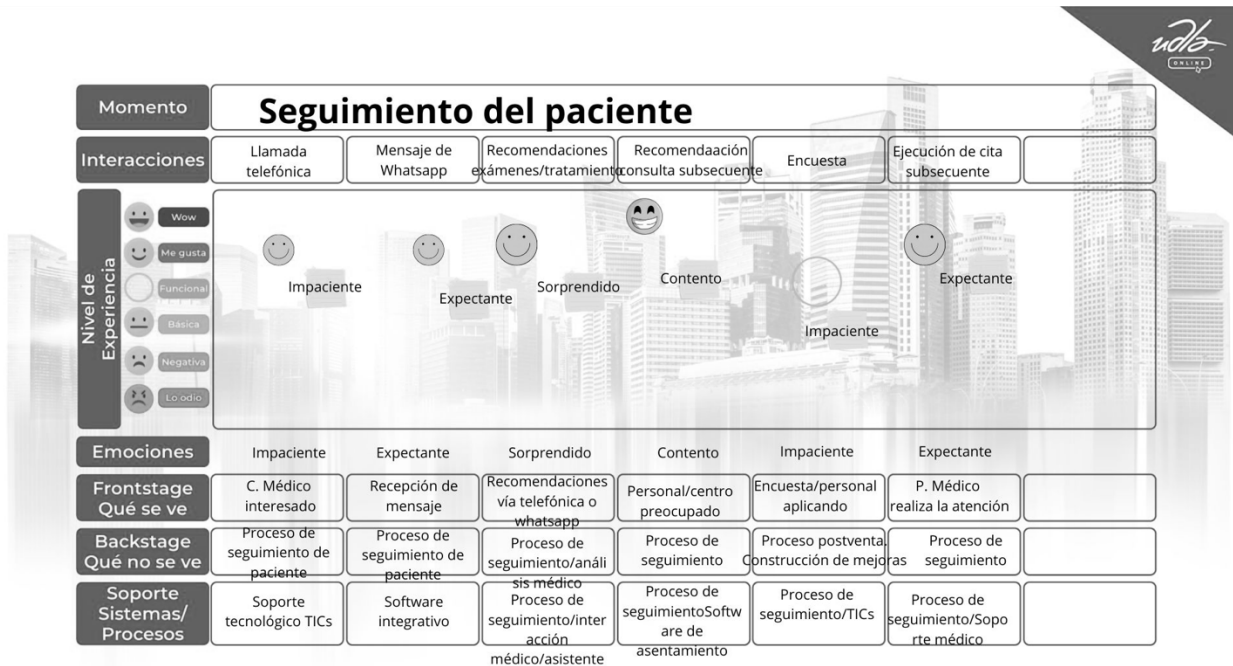 udla-
ONLINE
Momento
Seguimiento del paciente
Interacciones
Llamada
telefónica
Mensaje de
Whatsapp
Recomendaciones
exámenes/tratamiento
Recomendaación
consulta subsecuente
Encuesta
Ejecución de cita
subsecuente
Nivel de
Experiencia
Wow
Me gusta
Funcional
Básica
Negativa
Lo odio
Impaciente
Expectante
Sorprendido
Contento
Impaciente
Expectante
Emociones
Impaciente
Expectante
Sorprendido
Contento
Impaciente
Expectante
Frontstage
Qué se ve
C. Médico
interesado
Recepción de
mensaje
Recomendaciones
vía telefónica o
whatsapp
Personal/centro
preocupado
Encuesta/personal
aplicando
P. Médico
realiza la atención
Backstage
Qué no se ve
Proceso de
seguimiento de
paciente
Proceso de
seguimiento de
paciente
Proceso de
seguimiento/análi
sis médico
Proceso de
seguimiento
Proceso postventa.
Construcción de mejoras
Proceso de
seguimiento
Soporte
Sistemas/
Procesos
Soporte
tecnológico TICs
Software
integrativo
Proceso de
seguimiento/inter
acción
médico/asistente
Proceso de
seguimientoSoftw
are de
asentamiento
Proceso de
seguimiento/TICs
Proceso de
seguimiento/Sopo
rte médico